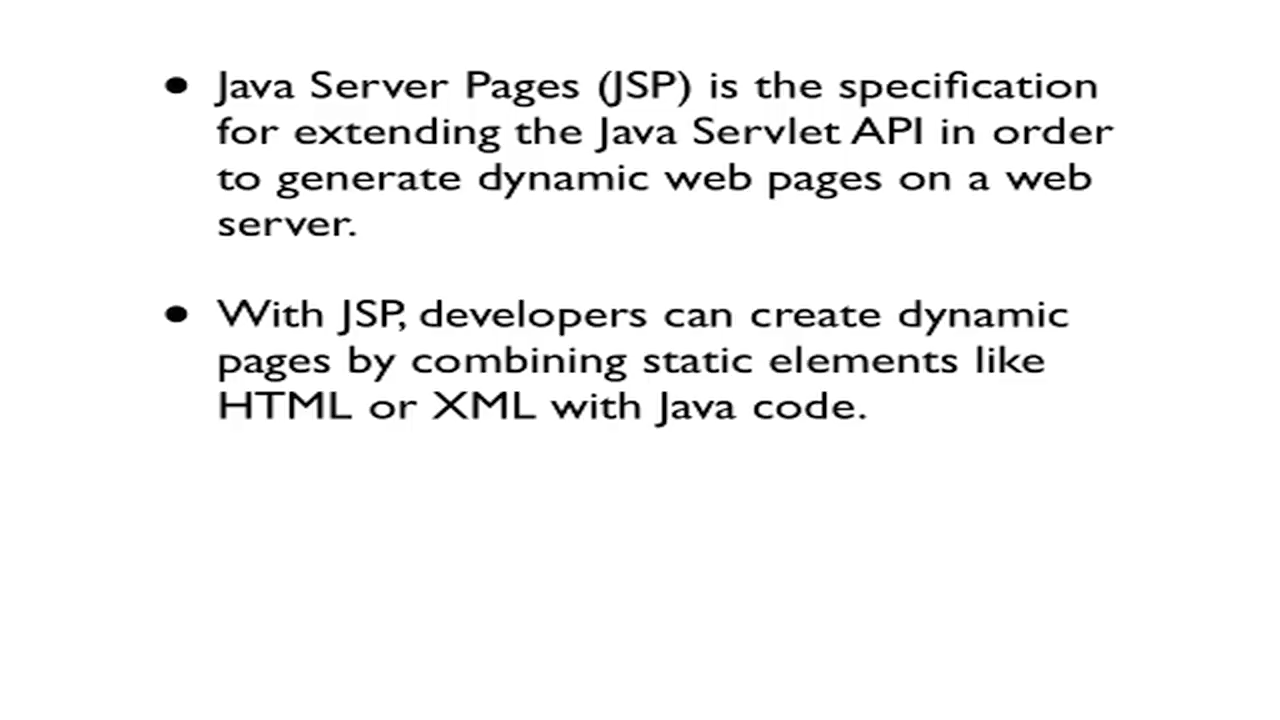 • Java Server Pages (JSP) is the specification
for extending the Java Servlet API in order
to generate dynamic web pages on a web
server.
• With JSP, developers can create dynamic
pages by combining static elements like
HTML or XML with Java code.